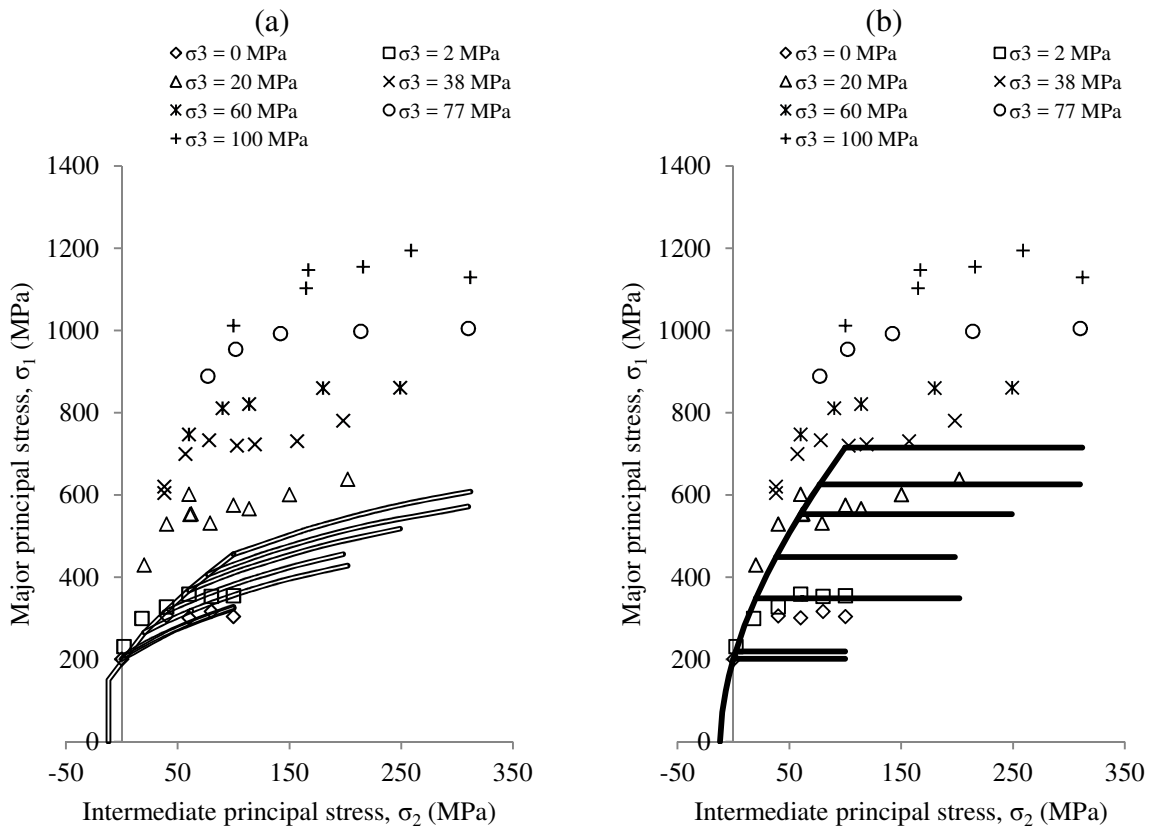 (a)
σ3 = 0 MPa σ3 = 2 MPa
σ3 = 20 MPa σ3 = 38 MPa
σ3 = 60 MPa σ3 = 77 MPa
σ3 = 100 MPa
1400
1200
1000
800
600
400
200
0
-50 50 150 250 350
Major principal stress, σ1 (MPa)
Intermediate principal stress, σ2 (MPa)
(b)
σ3 = 0 MPa σ3 = 2 MPa
σ3 = 20 MPa σ3 = 38 MPa
σ3 = 60 MPa σ3 = 77 MPa
σ3 = 100 MPa
1400
1200
1000
800
600
400
200
0
-50 50 150 250 350
Major principal stress, σ1 (MPa)
Intermediate principal stress, σ2 (MPa)